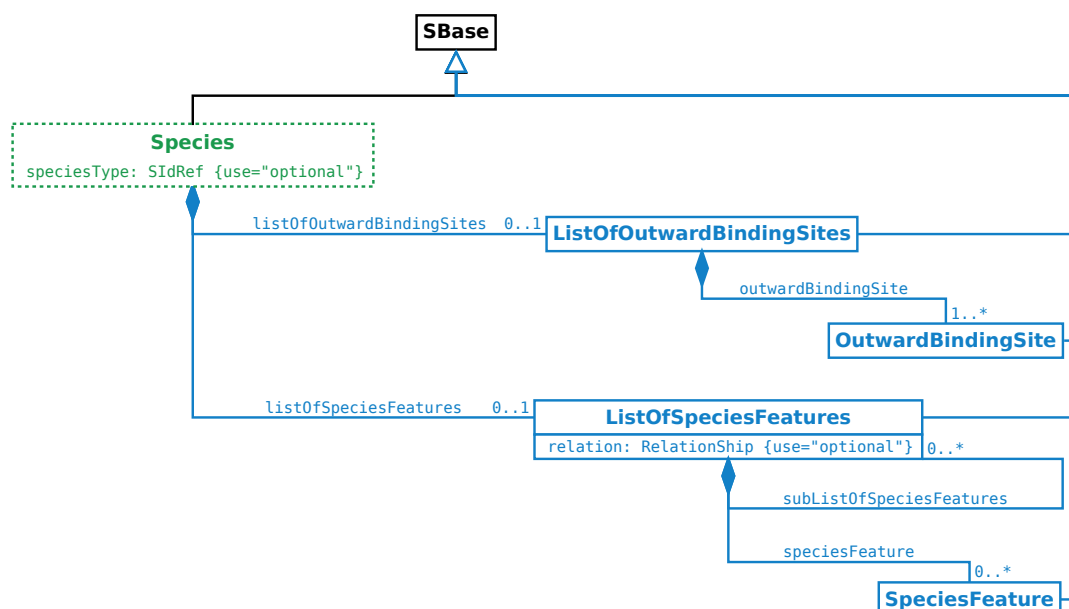 SBase
Species
speciesType: SIdRef {use="optional"}
listOfOutwardBindingSites 0..1
ListOfOutwardBindingSites
outwardBindingSite
1..*
OutwardBindingSite
listOfSpeciesFeatures 0..1
ListOfSpeciesFeatures
relation: RelationShip {use="optional"}
0..*
subListOfSpeciesFeatures
speciesFeature
0..*
SpeciesFeature